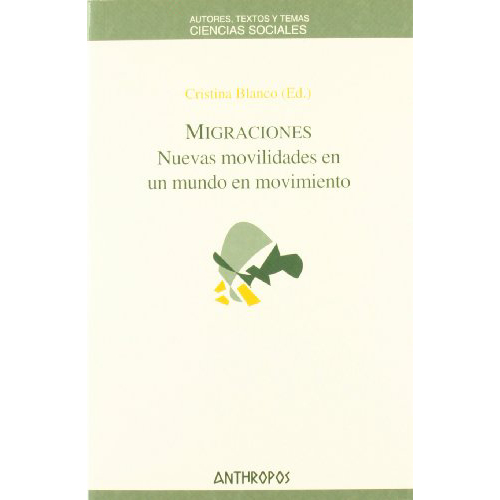 AUTORES, TEXTOS Y TEMAS
CIENCIAS SOCIALES
Cristina Blanco (Ed.)
MIGRACIONES
Nuevas movilidades en
un mundo en movimiento
ANTHROPOS